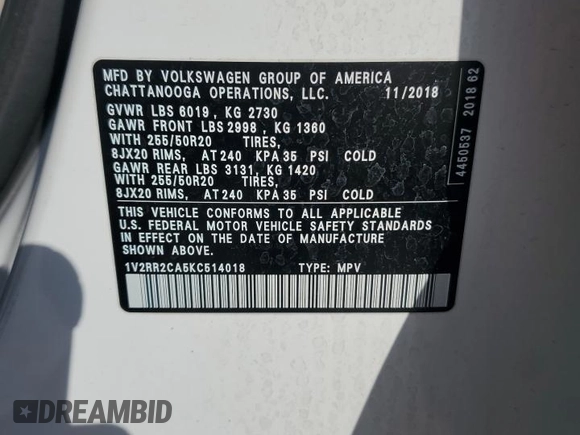 MFD BY VOLKSWAGEN GROUP OF AMERICA
CHATTANOOGA OPERATIONS, LLC. 11/2018
GVWR LBS 6019, KG 2730
GAWR FRONT LBS 2998, KG 1360
WITH 255/50R20 TIRES,
8JX20 RIMS, AT 240 KPA 35 PSI COLD
GAWR REAR LBS 3131, KG 1420
WITH 255/50R20 TIRES,
8JX20 RIMS, AT 240 KPA 35 PSI COLD
THIS VEHICLE CONFORMS TO ALL APPLICABLE
U.S. FEDERAL MOTOR VEHICLE SAFETY STANDARDS
IN EFFECT ON THE DATE OF MANUFACTURE
SHOWN ABOVE.
1V2RR2CA5KC514018 TYPE: MPV
4450537 2018 62
DREAMBID